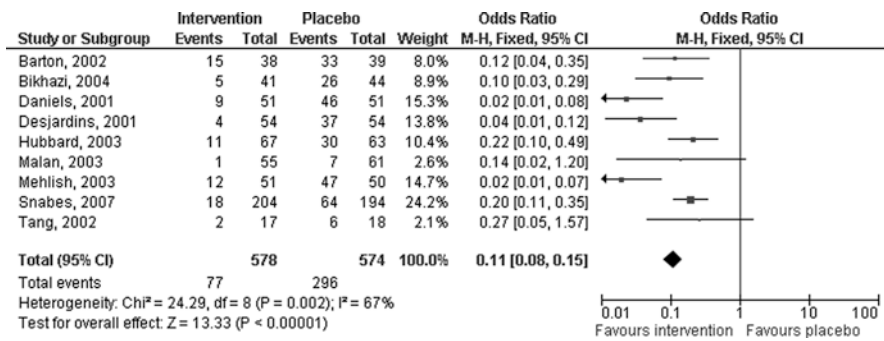 Intervention Placebo Odds Ratio Odds Ratio
Study or Subgroup Events Total Events Total Weight M-H, Fixed, 95% CI M-H, Fixed, 95% CI
Barton, 2002 15 38 33 39 8.0% 0.12 [0.04, 0.35]
Bikhazi, 2004 5 41 26 44 8.9% 0.10 [0.03, 0.29]
Daniels, 2001 9 51 46 51 15.3% 0.02 [0.01, 0.08]
Desjardins, 2001 4 54 37 54 13.8% 0.04 [0.01, 0.12]
Hubbard, 2003 11 67 30 63 10.4% 0.22 [0.10, 0.49]
Malan, 2003 1 55 7 61 2.6% 0.14 [0.02, 1.20]
Mehlish, 2003 12 51 47 50 14.7% 0.02 [0.01, 0.07]
Snabes, 2007 18 204 64 194 24.2% 0.20 [0.11, 0.35]
Tang, 2002 2 17 6 18 2.1% 0.27 [0.05, 1.57]
Total (95% CI) 578 574 100.0% 0.11 [0.08, 0.15]
Total events 77 296
Heterogeneity: Chi² = 24.29, df = 8 (P = 0.002); I² = 67%
Test for overall effect: Z = 13.33 (P < 0.00001)
0.01 0.1 1 10 100
Favours intervention Favours placebo